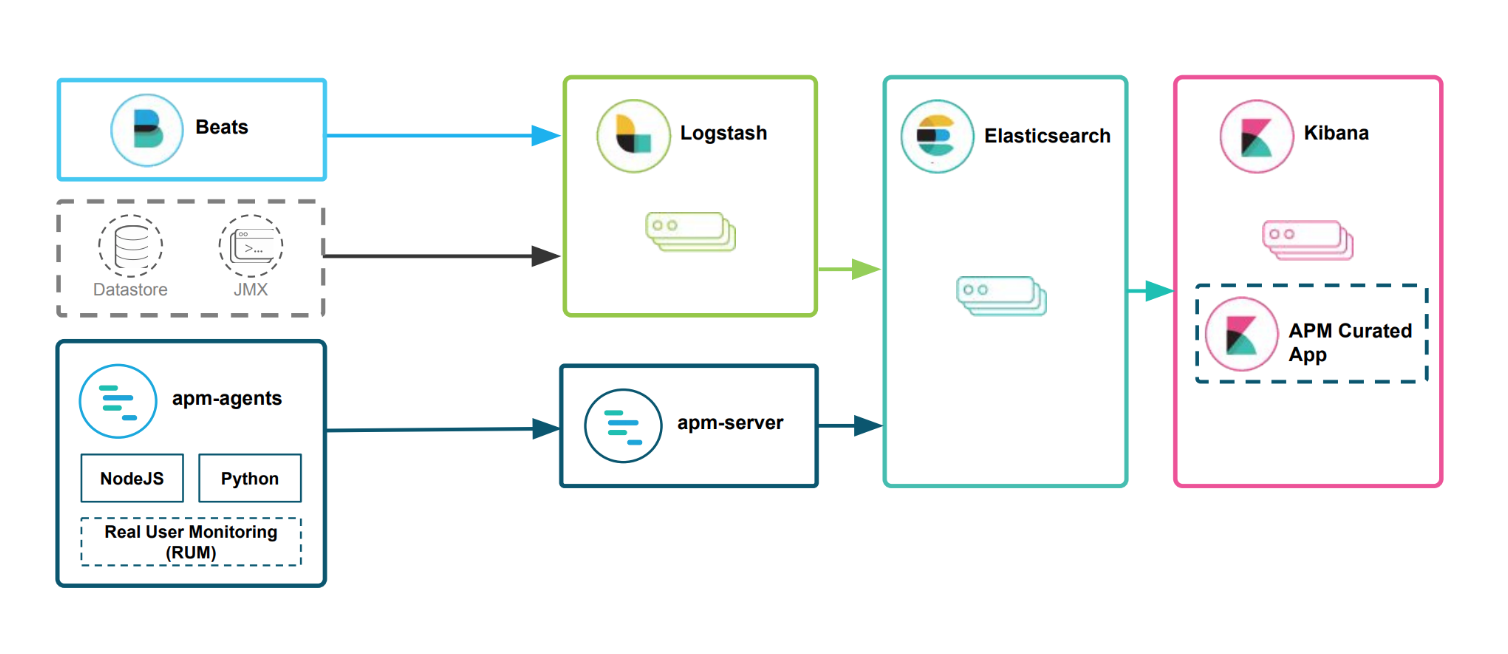 Beats
Logstash
Elasticsearch
Kibana
>...
Datastore
JMX
APM Curated
App
apm-agents
apm-server
NodeJS
Python
Real User Monitoring
(RUM)